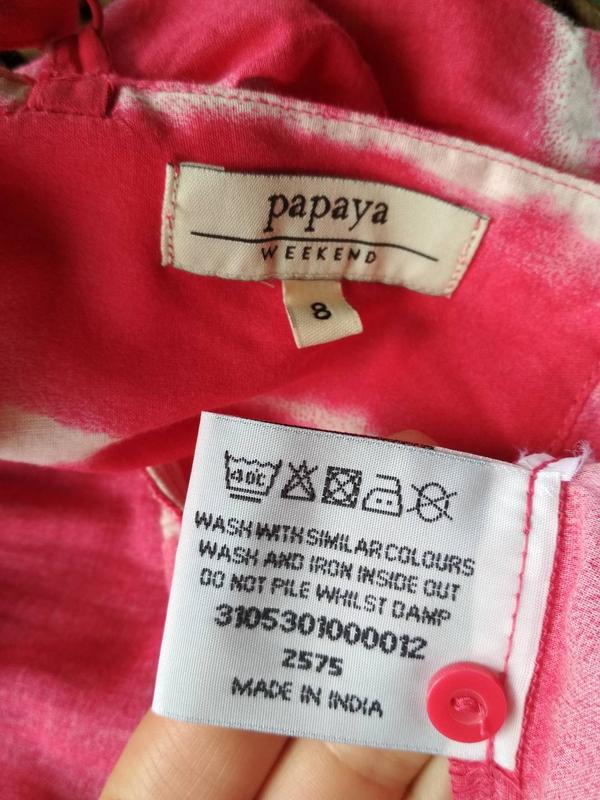 papaya
WEEKEND
8
40C
WASH WITH SIMILAR COLOURS
WASH AND IRON INSIDE OUT
DO NOT PILE WHILST DAMP
3105301000012
2575
MADE IN INDIA